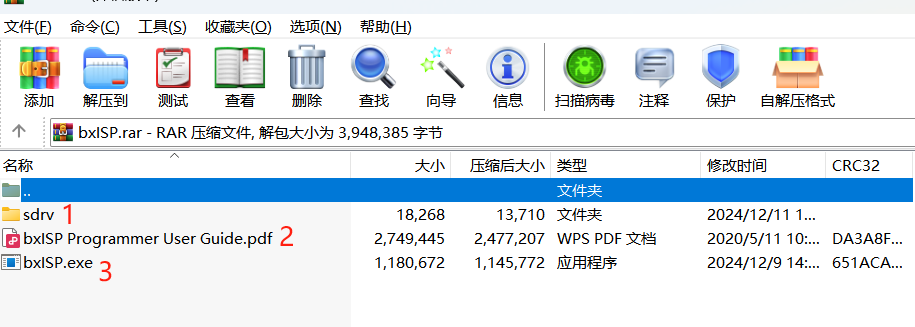 文件(F) 命令(C) 工具(S) 收藏夹(O) 选项(N) 帮助(H)
添加 解压到 测试 查看 删除 查找 向导 信息 扫描病毒 注释 保护 自解压格式
bxISP.rar - RAR 压缩文件, 解包大小为 3,948,385 字节
名称 大小 压缩后大小 类型 修改时间 CRC32
.. 文件夹
sdrv 1 18,268 13,710 文件夹 2024/12/11 1...
bxISP Programmer User Guide.pdf 2 2,749,445 2,477,207 WPS PDF 文档 2020/5/11 10:... DA3A8F...
bxISP.exe 3 1,180,672 1,145,772 应用程序 2024/12/9 14:... 651ACA...